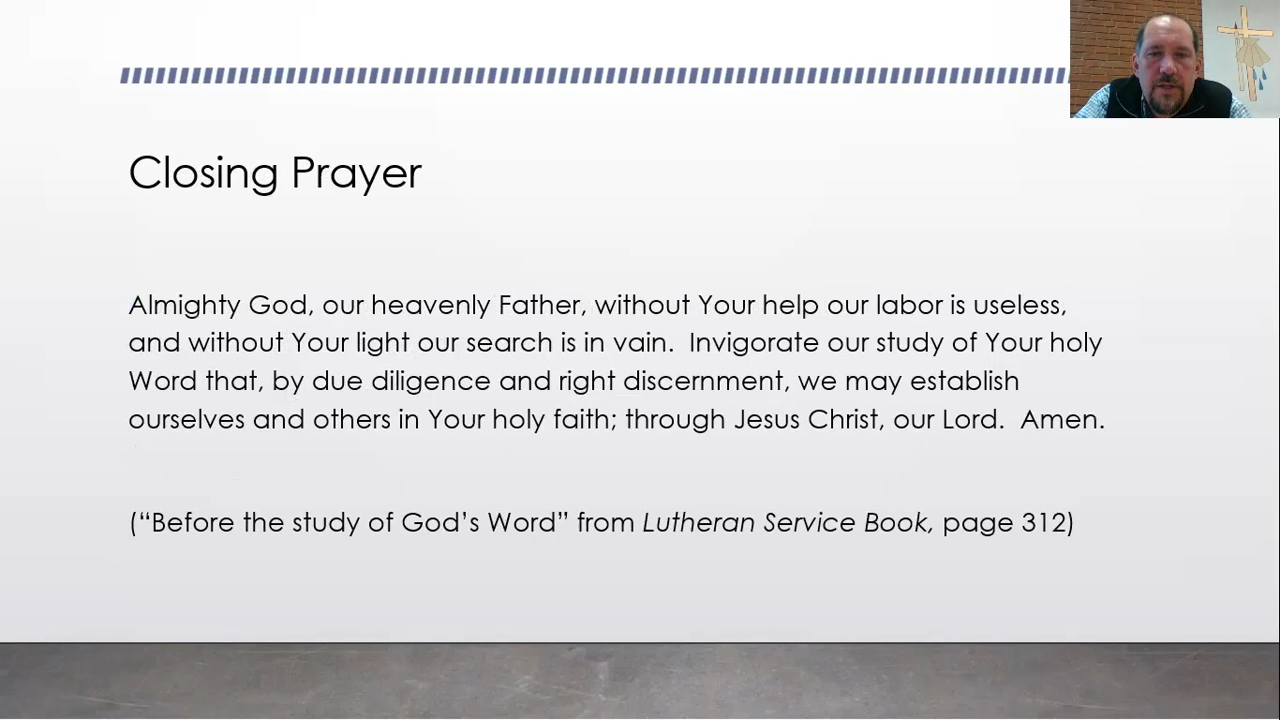 Closing Prayer
Almighty God, our heavenly Father, without Your help our labor is useless,
and without Your light our search is in vain.  Invigorate our study of Your holy
Word that, by due diligence and right discernment, we may establish
ourselves and others in Your holy faith; through Jesus Christ, our Lord.  Amen.
(“Before the study of God’s Word” from Lutheran Service Book, page 312)